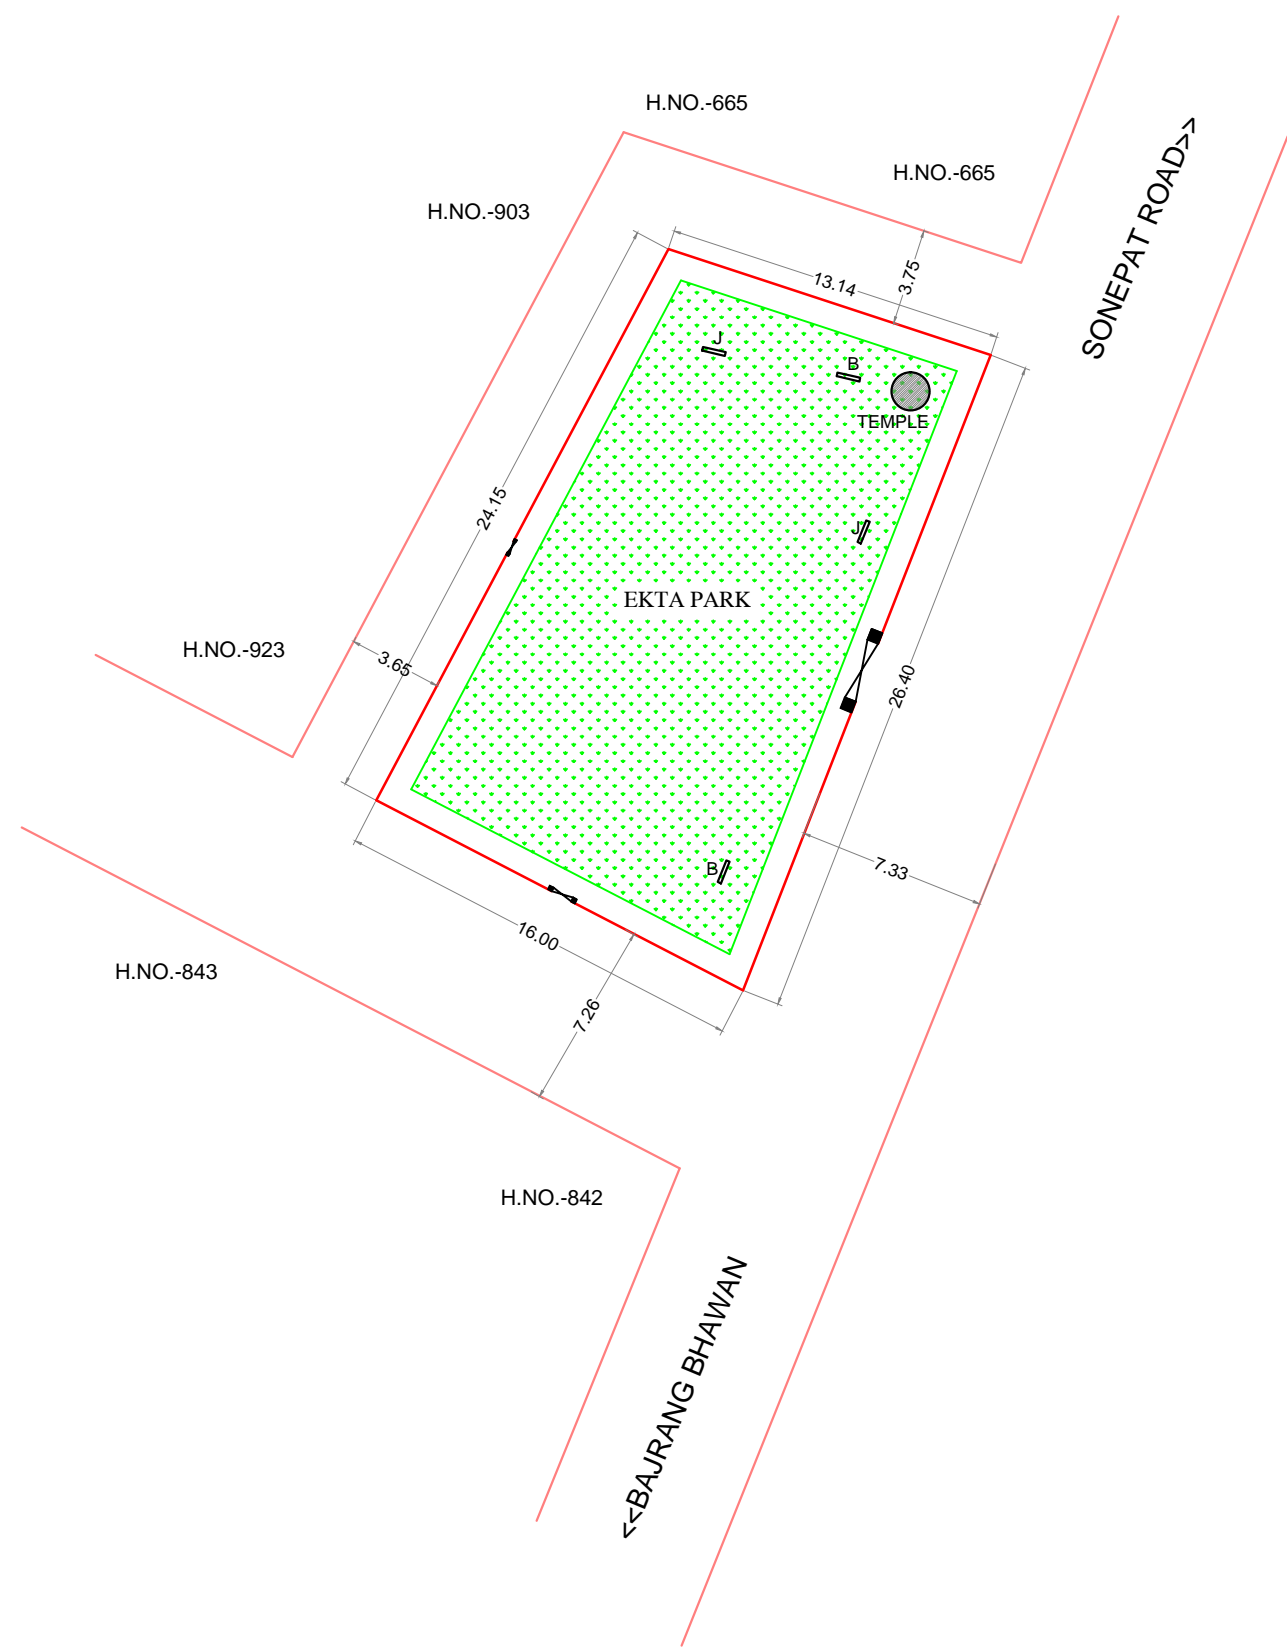 H.NO.-665
H.NO.-665
H.NO.-903
SONEPAT ROAD>>
13.14
3.75
J
B
TEMPLE
24.15
J
EKTA PARK
H.NO.-923
3.65
26.40
B
7.33
16.00
H.NO.-843
7.26
H.NO.-842
<<BAJRANG BHAWAN